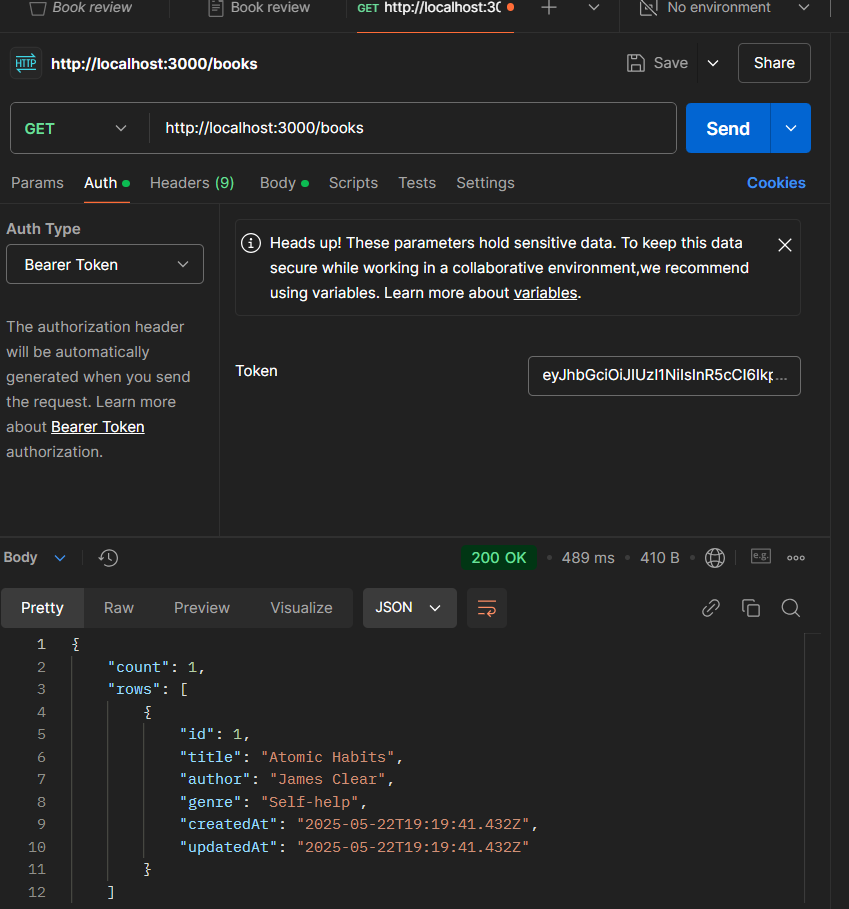 Book review
Book review
GET http://localhost:30
No environment
HTTP http://localhost:3000/books
Save
Share
GET
http://localhost:3000/books
Send
Params Auth Headers (9) Body Scripts Tests Settings Cookies
Auth Type
Bearer Token
The authorization header
will be automatically
generated when you send
the request. Learn more
about Bearer Token
authorization.
Heads up! These parameters hold sensitive data. To keep this data
secure while working in a collaborative environment,we recommend
using variables. Learn more about variables.
Token
eyJhbGciOiJIUzI1NiIsInR5cCI6Ikp...
Body
200 OK • 489 ms • 410 B •
e.g.
Pretty Raw Preview Visualize JSON
1 {
2 "count": 1,
3 "rows": [
4 {
5 "id": 1,
6 "title": "Atomic Habits",
7 "author": "James Clear",
8 "genre": "Self-help",
9 "createdAt": "2025-05-22T19:19:41.432Z",
10 "updatedAt": "2025-05-22T19:19:41.432Z"
11 }
12 ]